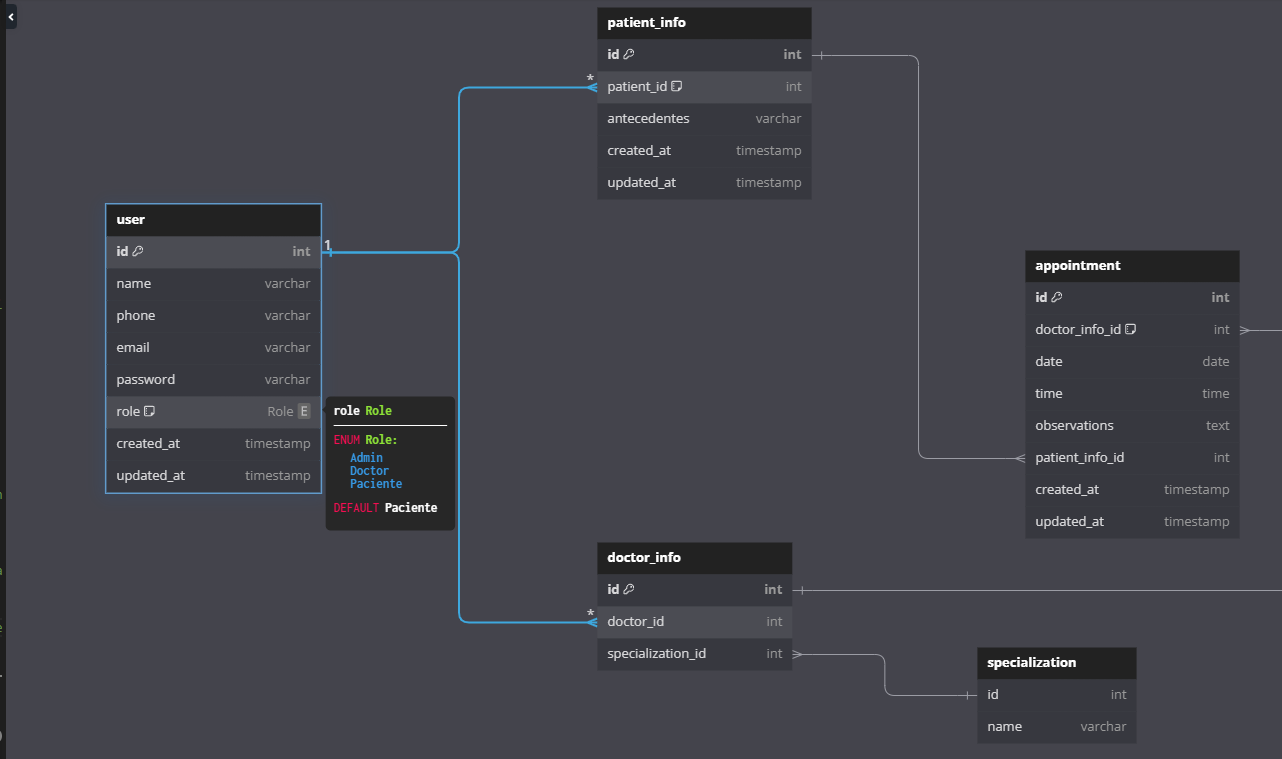 patient_info
id int
* patient_id int
antecedentes varchar
created_at timestamp
updated_at timestamp
user
id int 1
name varchar
phone varchar
email varchar
password varchar
role Role E
created_at timestamp
updated_at timestamp
role Role
ENUM Role:
Admin
Doctor
Paciente
DEFAULT Paciente
appointment
id int
doctor_info_id int
date date
time time
observations text
patient_info_id int
created_at timestamp
updated_at timestamp
doctor_info
id int
* doctor_id int
specialization_id int
specialization
id int
name varchar